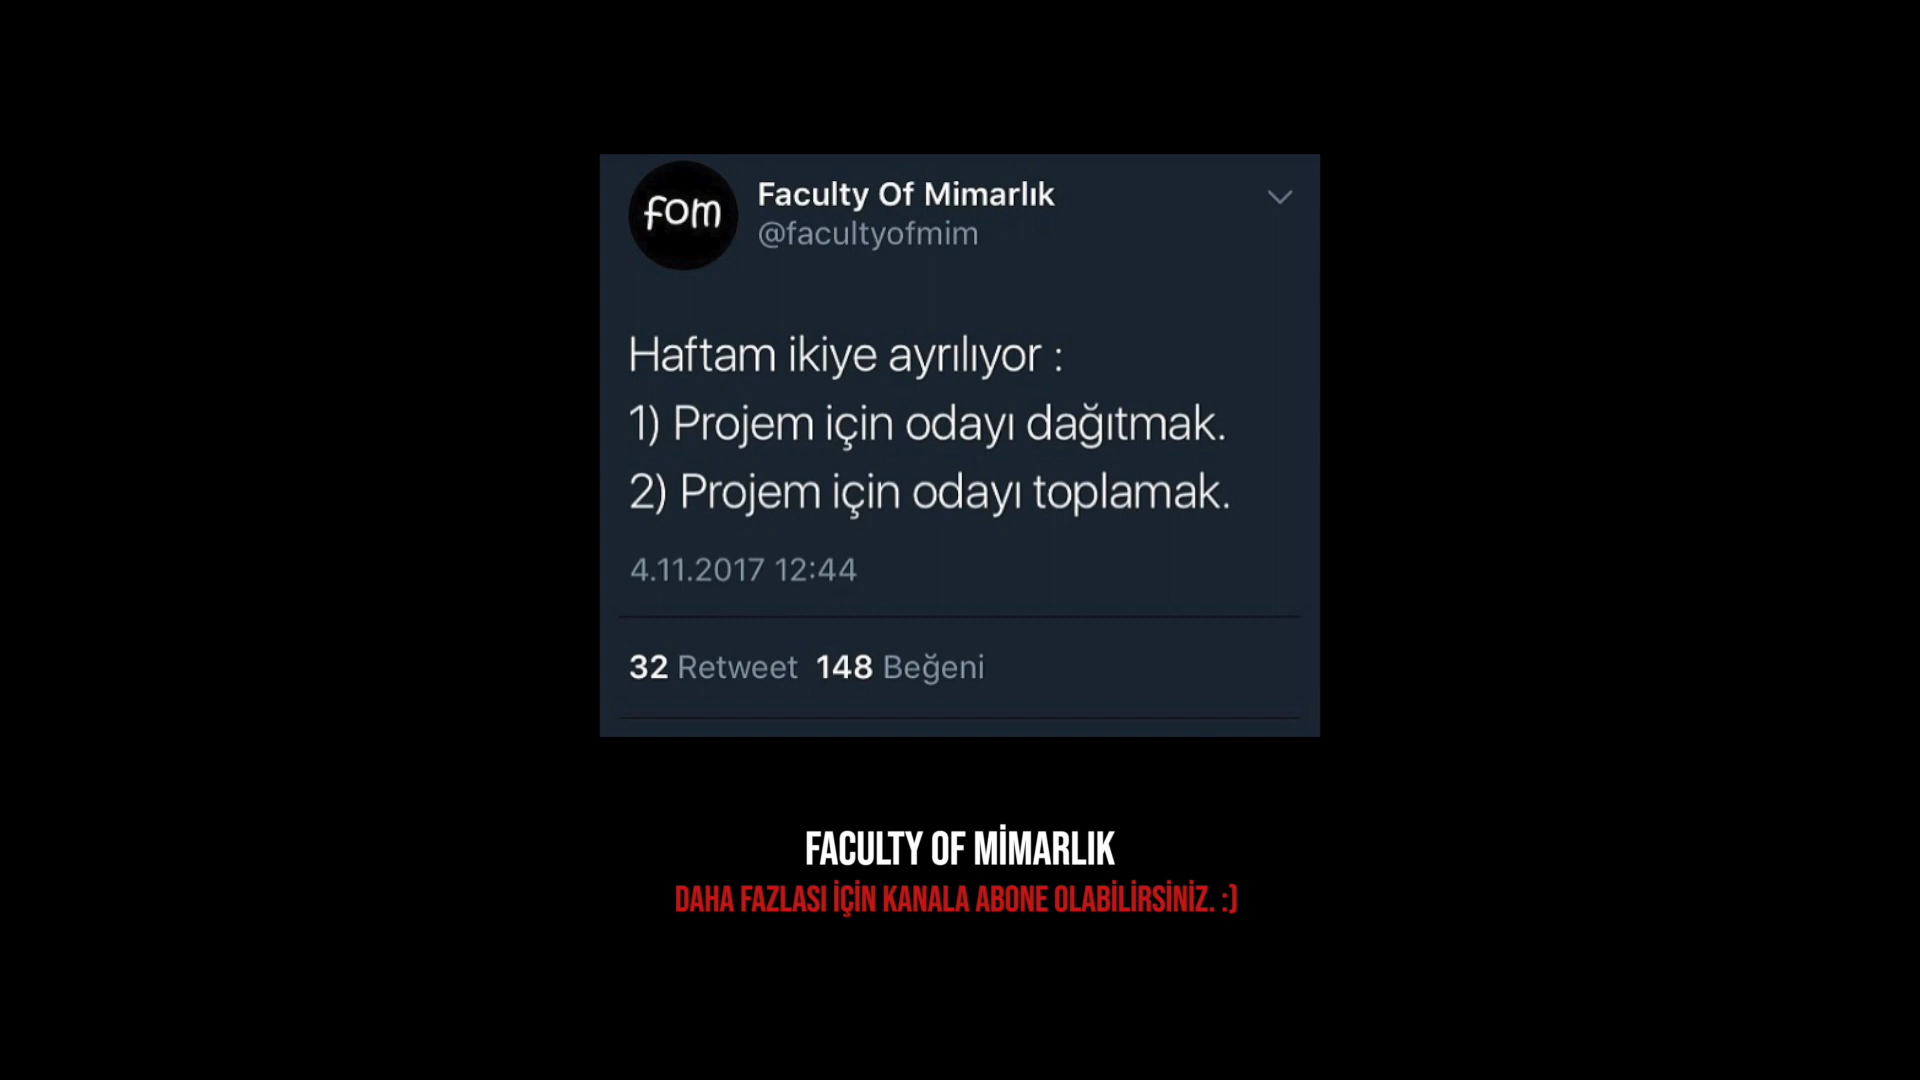 fom
Faculty Of Mimarlık
@facultyofmim
Haftam ikiye ayrılıyor :
1) Projem için odayı dağıtmak.
2) Projem için odayı toplamak.
4.11.2017 12:44
32 Retweet 148 Beğeni
FACULTY OF MİMARLIK
DAHA FAZLASI İÇİN KANALA ABONE OLABİLİRSİNİZ. :)